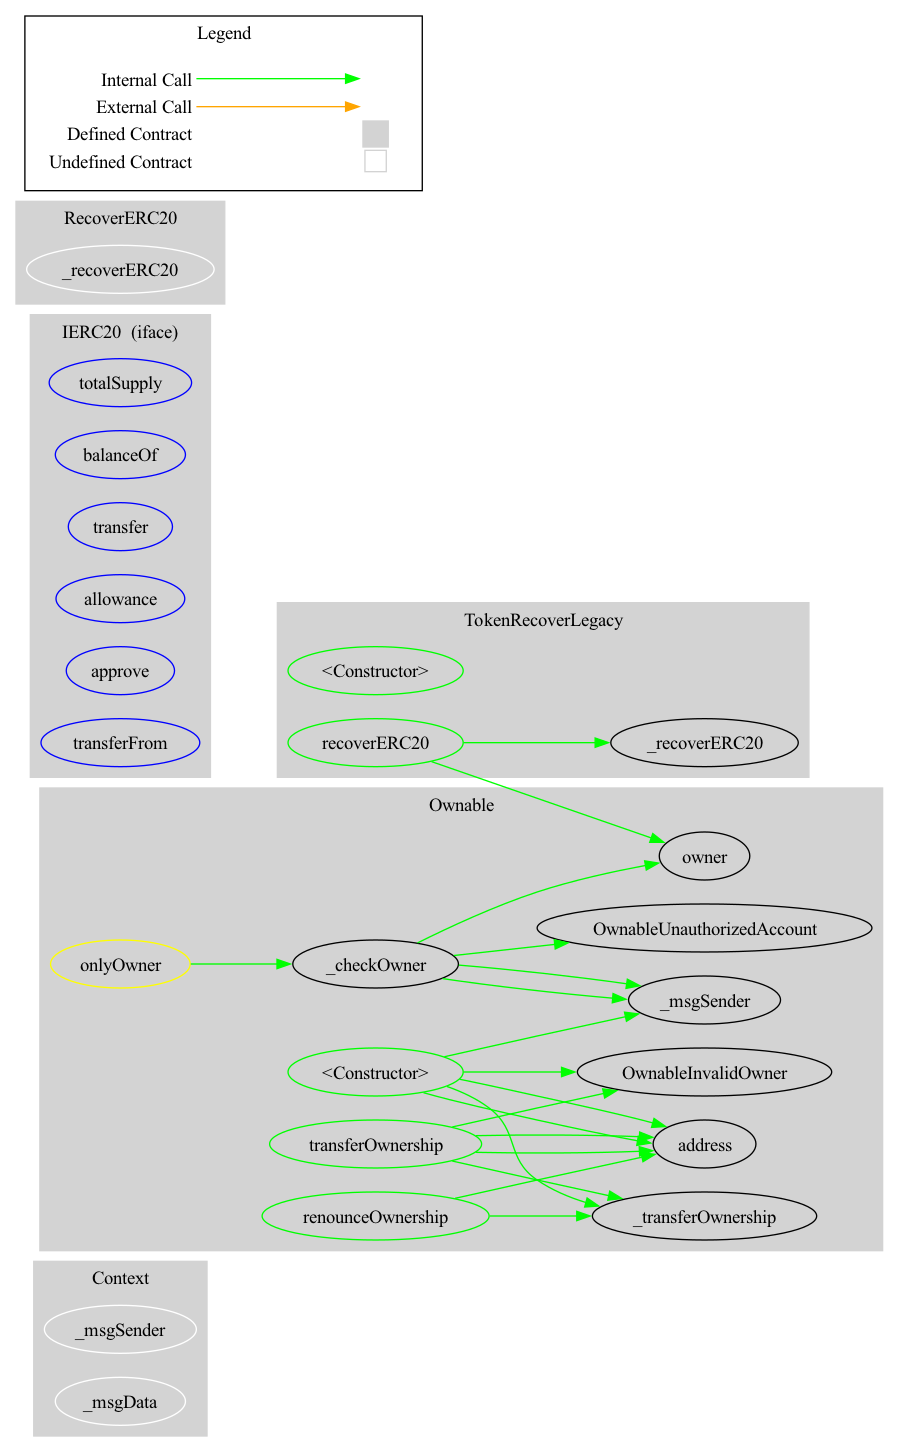 Legend
Internal Call
External Call
Defined Contract
Undefined Contract
RecoverERC20
_recoverERC20
IERC20  (iface)
totalSupply
balanceOf
transfer
allowance
approve
transferFrom
TokenRecoverLegacy
<Constructor>
recoverERC20
_recoverERC20
Ownable
owner
OwnableUnauthorizedAccount
onlyOwner
_checkOwner
_msgSender
<Constructor>
OwnableInvalidOwner
transferOwnership
address
renounceOwnership
_transferOwnership
Context
_msgSender
_msgData